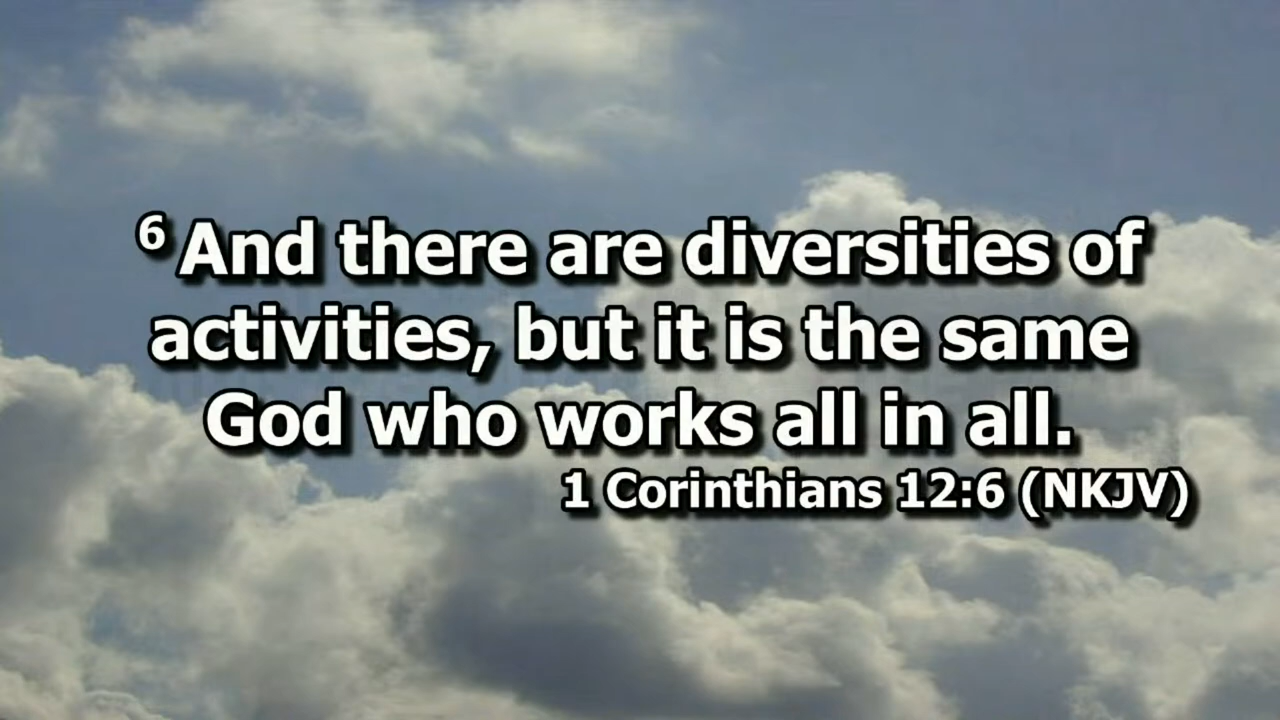 6 And there are diversities of
activities, but it is the same
God who works all in all.
1 Corinthians 12:6 (NKJV)